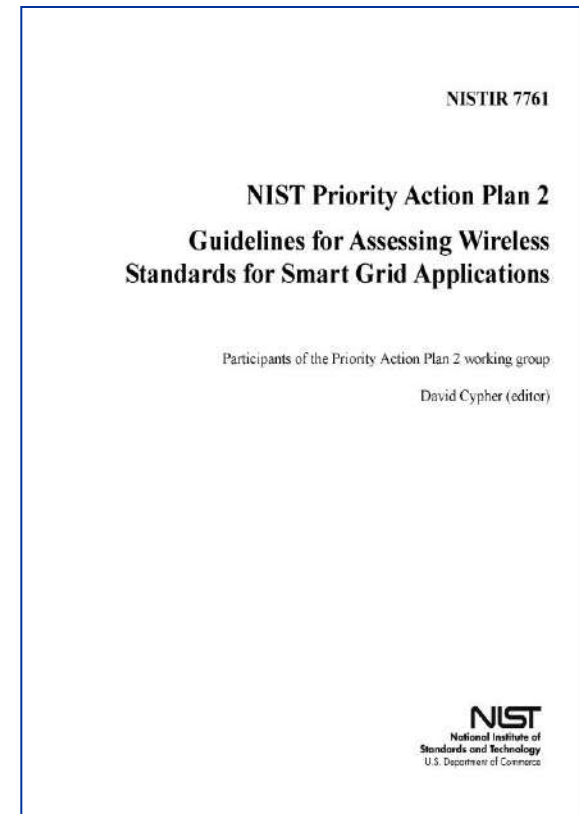 NISTIR 7761
NIST Priority Action Plan 2
Guidelines for Assessing Wireless
Standards for Smart Grid Applications
Participants of the Priority Action Plan 2 working group
David Cypher (editor)
NIST
National Institute of
Standards and Technology
U.S. Department of Commerce